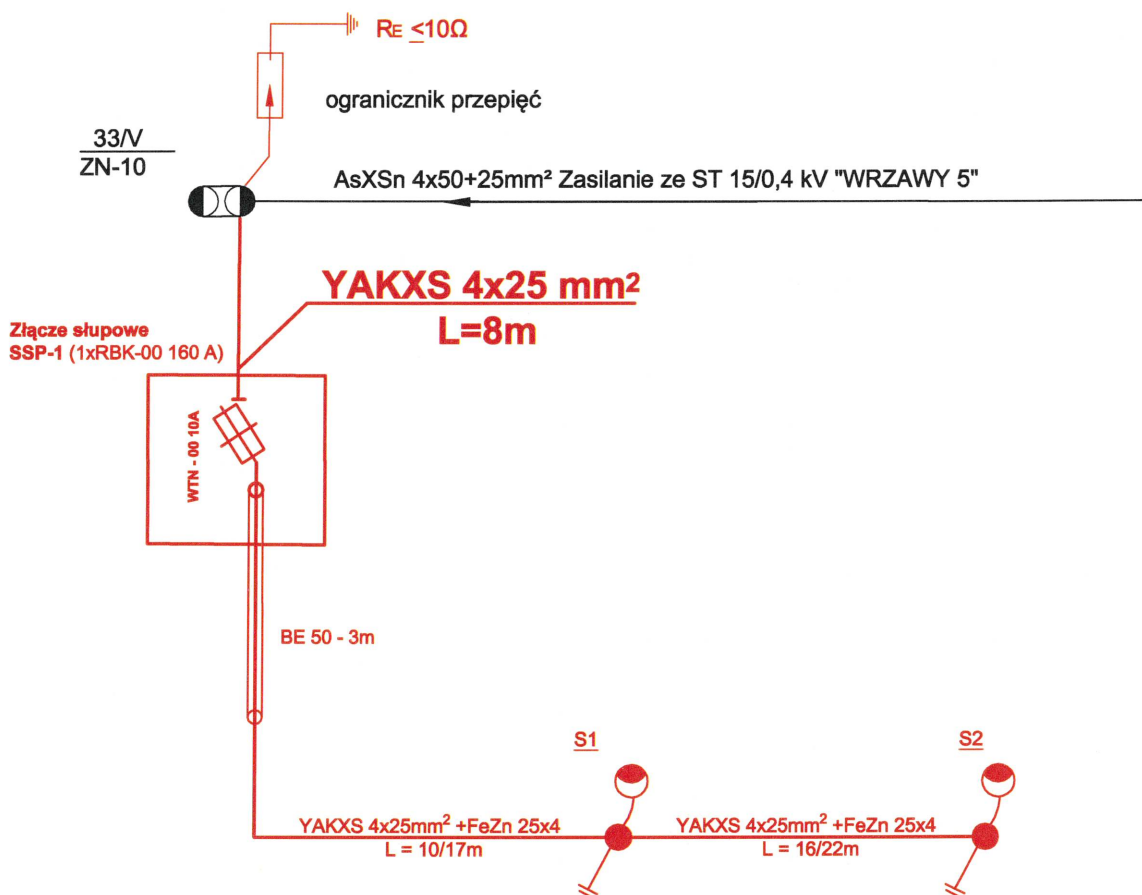 RE ≤10Ω
ogranicznik przepięć
33/V
ZN-10
AsXSn 4x50+25mm² Zasilanie ze ST 15/0,4 kV "WRZAWY 5"
YAKXS 4x25 mm²
L=8m
Złącze słupowe
SSP-1 (1xRBK-00 160 A)
WTN - 00 10A
BE 50 - 3m
S1
S2
YAKXS 4x25mm² +FeZn 25x4
L = 10/17m
YAKXS 4x25mm² +FeZn 25x4
L = 16/22m